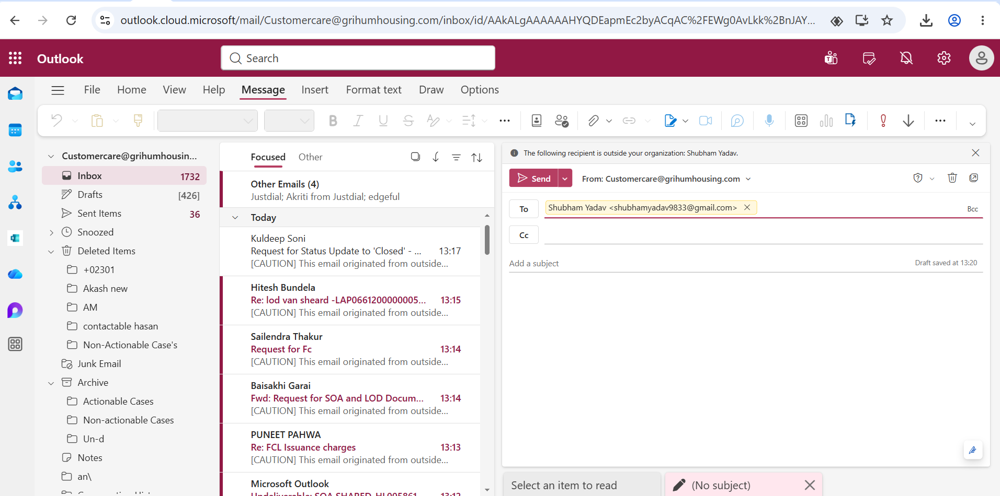 outlook.cloud.microsoft/mail/Customercare@grihumhousing.com/inbox/id/AAkALgAAAAAAHYQDEapmEc2byACqAC%2FEWg0AvLkk%2BnJAY...
Outlook
Search
File Home View Help Message Insert Format text Draw Options
Customercare@grihumhousin...
Inbox 1732
Drafts [426]
Sent Items 36
Snoozed
Deleted Items
+02301
Akash new
AM
contactable hasan
Non-Actionable Case's
Junk Email
Archive
Actionable Cases
Non-actionable Cases
Un-d
Notes
an\
Focused Other
Other Emails (4)
Justdial; Akriti from Justdial; edgeful
Today
Kuldeep Soni
Request for Status Update to 'Closed' - ... 13:17
[CAUTION] This email originated from outside...
Hitesh Bundela
Re: lod van sheard -LAP0661200000005... 13:15
[CAUTION] This email originated from outside...
Sailendra Thakur
Request for Fc 13:14
[CAUTION] This email originated from outside...
Baisakhi Garai
Fwd: Request for SOA and LOD Docum... 13:14
[CAUTION] This email originated from outside...
PUNEET PAHWA
Re: FCL Issuance charges 13:13
[CAUTION] This email originated from outside...
Microsoft Outlook
The following recipient is outside your organization: Shubham Yadav.
Send From: Customercare@grihumhousing.com
To Shubham Yadav <shubhamyadav9833@gmail.com> Bcc
Cc
Add a subject Draft saved at 13:20
Select an item to read (No subject)